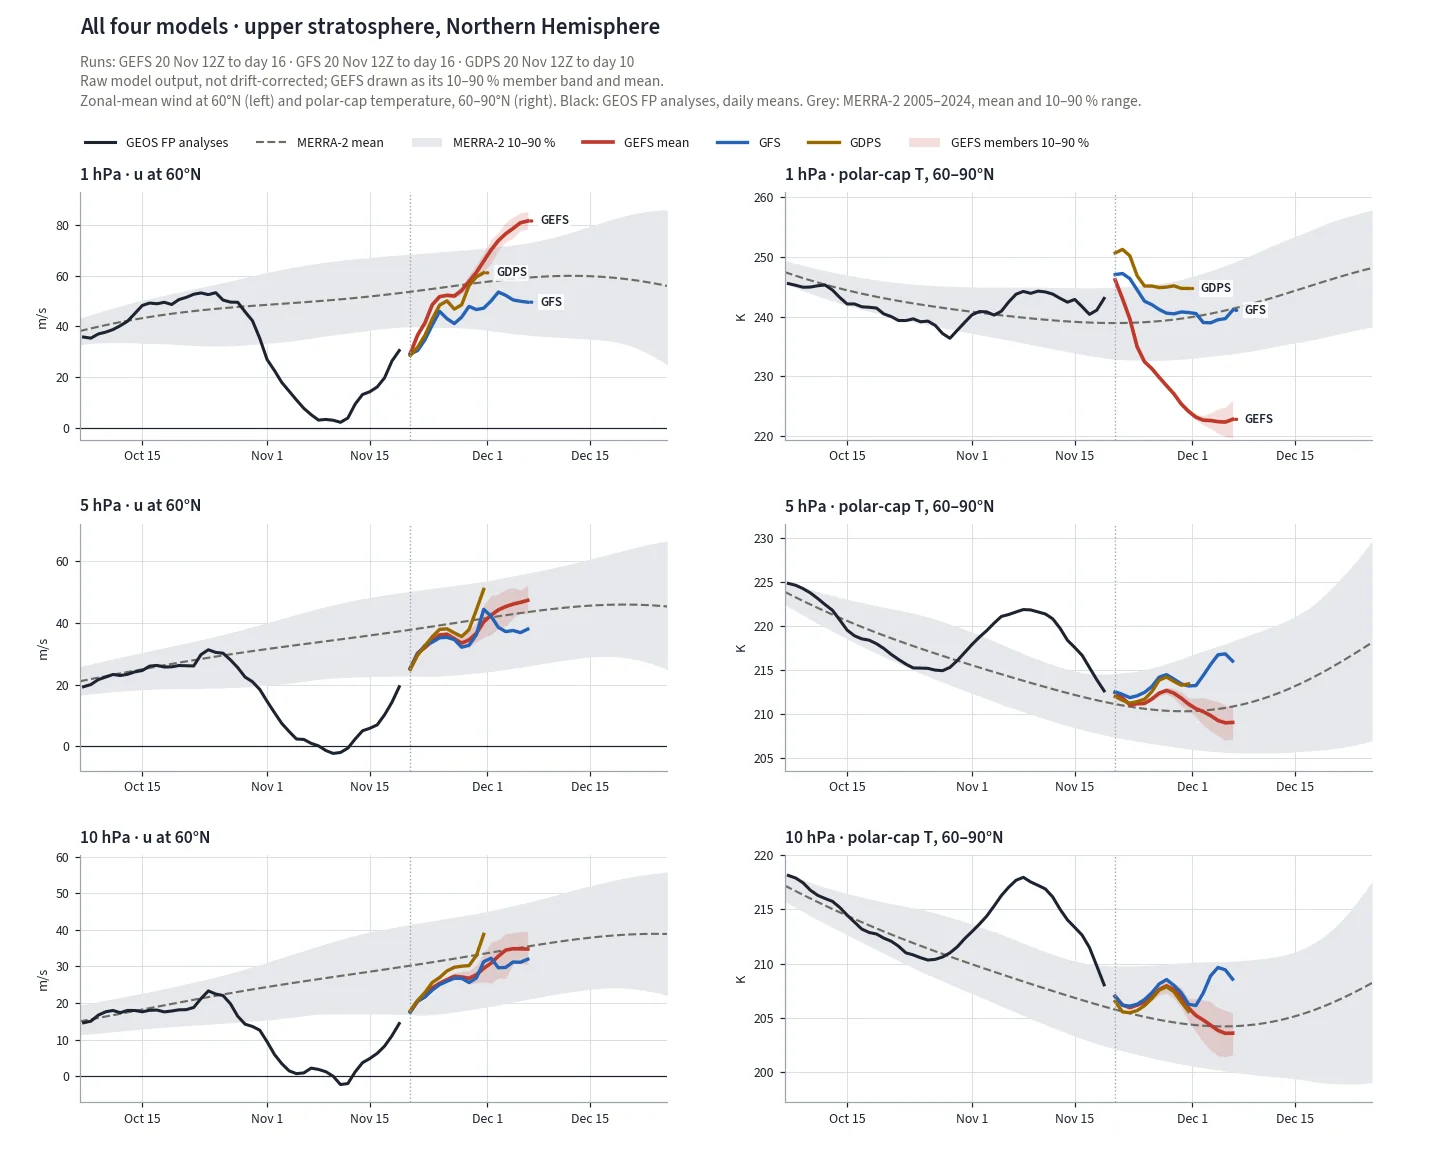 All four models · upper stratosphere, Northern Hemisphere
Runs: GEFS 20 Nov 12Z to day 16 · GFS 20 Nov 12Z to day 16 · GDPS 20 Nov 12Z to day 10
Raw model output, not drift-corrected; GEFS drawn as its 10–90 % member band and mean.
Zonal-mean wind at 60°N (left) and polar-cap temperature, 60–90°N (right). Black: GEOS FP analyses, daily means. Grey: MERRA-2 2005–2024, mean and 10–90 % range.
GEOS FP analyses MERRA-2 mean MERRA-2 10–90 % GEFS mean GFS GDPS GEFS members 10–90 %
1 hPa · u at 60°N
m/s
80
60
40
20
0
GEFS
GDPS
GFS
Oct 15 Nov 1 Nov 15 Dec 1 Dec 15
1 hPa · polar-cap T, 60–90°N
K
260
250
240
230
220
GDPS
GFS
GEFS
Oct 15 Nov 1 Nov 15 Dec 1 Dec 15
5 hPa · u at 60°N
m/s
60
40
20
0
Oct 15 Nov 1 Nov 15 Dec 1 Dec 15
5 hPa · polar-cap T, 60–90°N
K
230
225
220
215
210
205
Oct 15 Nov 1 Nov 15 Dec 1 Dec 15
10 hPa · u at 60°N
m/s
60
50
40
30
20
10
0
Oct 15 Nov 1 Nov 15 Dec 1 Dec 15
10 hPa · polar-cap T, 60–90°N
K
220
215
210
205
200
Oct 15 Nov 1 Nov 15 Dec 1 Dec 15